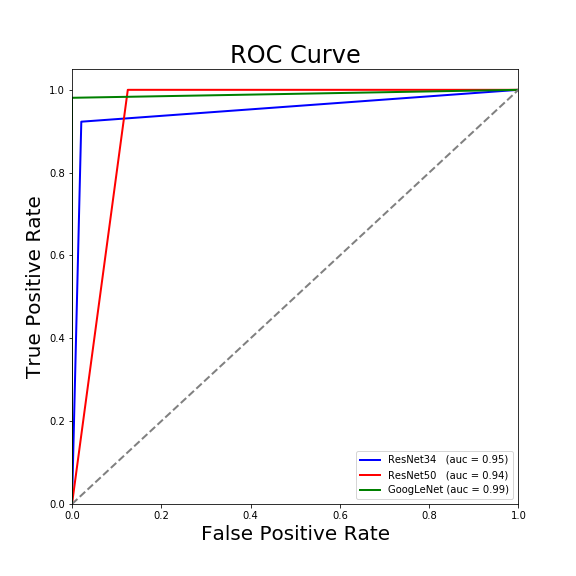 ROC Curve
1.0
0.8
0.6
0.4
0.2
0.0
True Positive Rate
ResNet34 (auc = 0.95)
ResNet50 (auc = 0.94)
GoogLeNet (auc = 0.99)
0.0 0.2 0.4 0.6 0.8 1.0
False Positive Rate